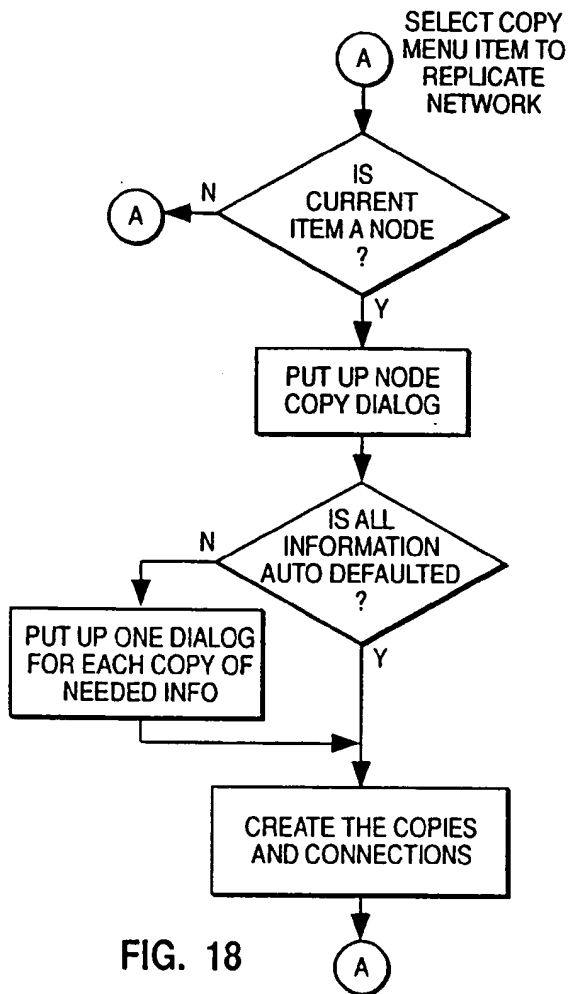 SELECT COPY
MENU ITEM TO
REPLICATE
NETWORK
A
IS
CURRENT
ITEM A NODE
?
N
A
Y
PUT UP NODE
COPY DIALOG
IS ALL
INFORMATION
AUTO DEFAULTED
?
N
PUT UP ONE DIALOG
FOR EACH COPY OF
NEEDED INFO
Y
CREATE THE COPIES
AND CONNECTIONS
A
FIG. 18